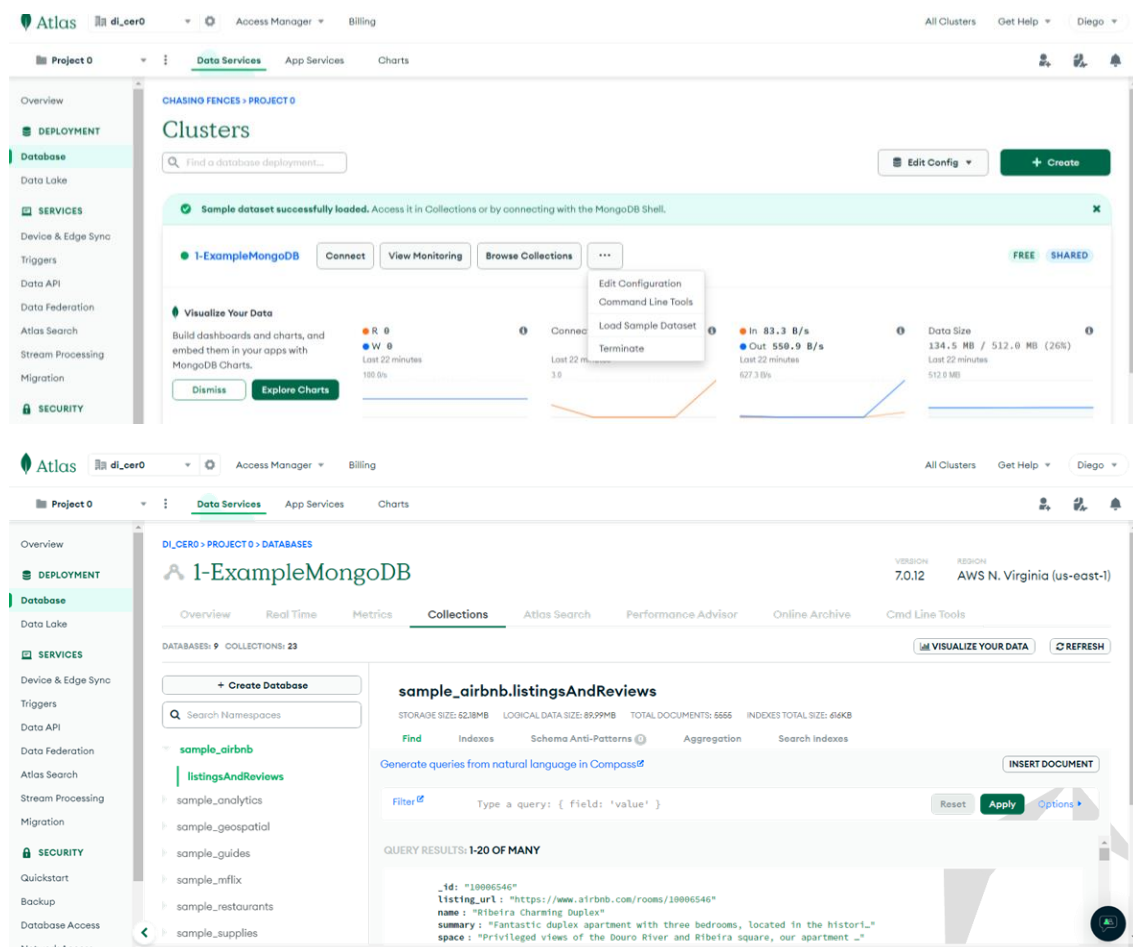 Atlas di_cer0 Access Manager Billing All Clusters Get Help Diego
Project 0 Data Services App Services Charts
Overview
DEPLOYMENT
Database
Data Lake
SERVICES
Device & Edge Sync
Triggers
Data API
Data Federation
Atlas Search
Stream Processing
Migration
SECURITY
CHASING FENCES > PROJECT 0
Clusters
Find a database deployment...
Edit Config
+ Create
Sample dataset successfully loaded. Access it in Collections or by connecting with the MongoDB Shell.
1-ExampleMongoDB Connect View Monitoring Browse Collections ... FREE SHARED
Edit Configuration
Command Line Tools
Load Sample Dataset
Terminate
Visualize Your Data
Build dashboards and charts, and
embed them in your apps with
MongoDB Charts.
Dismiss Explore Charts
R 0
W 0
Last 22 minutes
100.0/s
Connec
Last 22 m
3.0
In 83.3 B/s
Out 550.9 B/s
Last 22 minutes
627.3 B/s
Data Size
134.5 MB / 512.0 MB (26%)
Last 22 minutes
512.0 MB
Atlas di_cer0 Access Manager Billing All Clusters Get Help Diego
Project 0 Data Services App Services Charts
Overview
DEPLOYMENT
Database
Data Lake
SERVICES
Device & Edge Sync
Triggers
Data API
Data Federation
Atlas Search
Stream Processing
Migration
SECURITY
Quickstart
Backup
Database Access
DI_CER0 > PROJECT 0 > DATABASES
1-ExampleMongoDB
VERSION
7.0.12
REGION
AWS N. Virginia (us-east-1)
Overview Real Time Metrics Collections Atlas Search Performance Advisor Online Archive Cmd Line Tools
DATABASES: 9 COLLECTIONS: 23
VISUALIZE YOUR DATA REFRESH
+ Create Database
Search Namespaces
sample_airbnb
listingsAndReviews
sample_analytics
sample_geospatial
sample_guides
sample_mflix
sample_restaurants
sample_supplies
sample_airbnb.listingsAndReviews
STORAGE SIZE: 52.18MB LOGICAL DATA SIZE: 89.99MB TOTAL DOCUMENTS: 5555 INDEXES TOTAL SIZE: 616KB
Find Indexes Schema Anti-Patterns 0 Aggregation Search Indexes
Generate queries from natural language in Compass
INSERT DOCUMENT
Filter Type a query: { field: 'value' } Reset Apply Options
QUERY RESULTS: 1-20 OF MANY
_id: "10006546"
listing_url : "https://www.airbnb.com/rooms/10006546"
name : "Ribeira Charming Duplex"
summary : "Fantastic duplex apartment with three bedrooms, located in the histori…"
space : "Privileged views of the Douro River and Ribeira square, our apartment …"